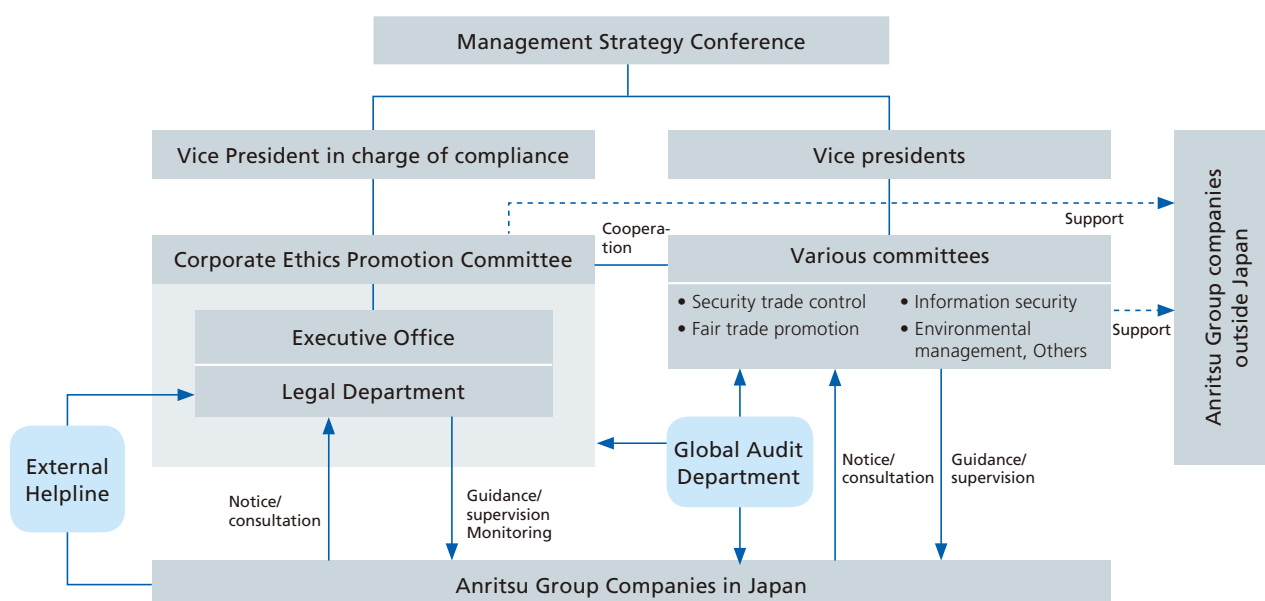 Management Strategy Conference
Vice President in charge of compliance
Vice presidents
Anritsu Group companies
outside Japan
Support
Coopera-
tion
Corporate Ethics Promotion Committee
Various committees
• Security trade control
• Fair trade promotion
• Information security
• Environmental
management, Others
Support
Executive Office
Legal Department
External
Helpline
Global Audit
Department
Notice/
consultation
Guidance/
supervision
Monitoring
Notice/
consultation
Guidance/
supervision
Anritsu Group Companies in Japan